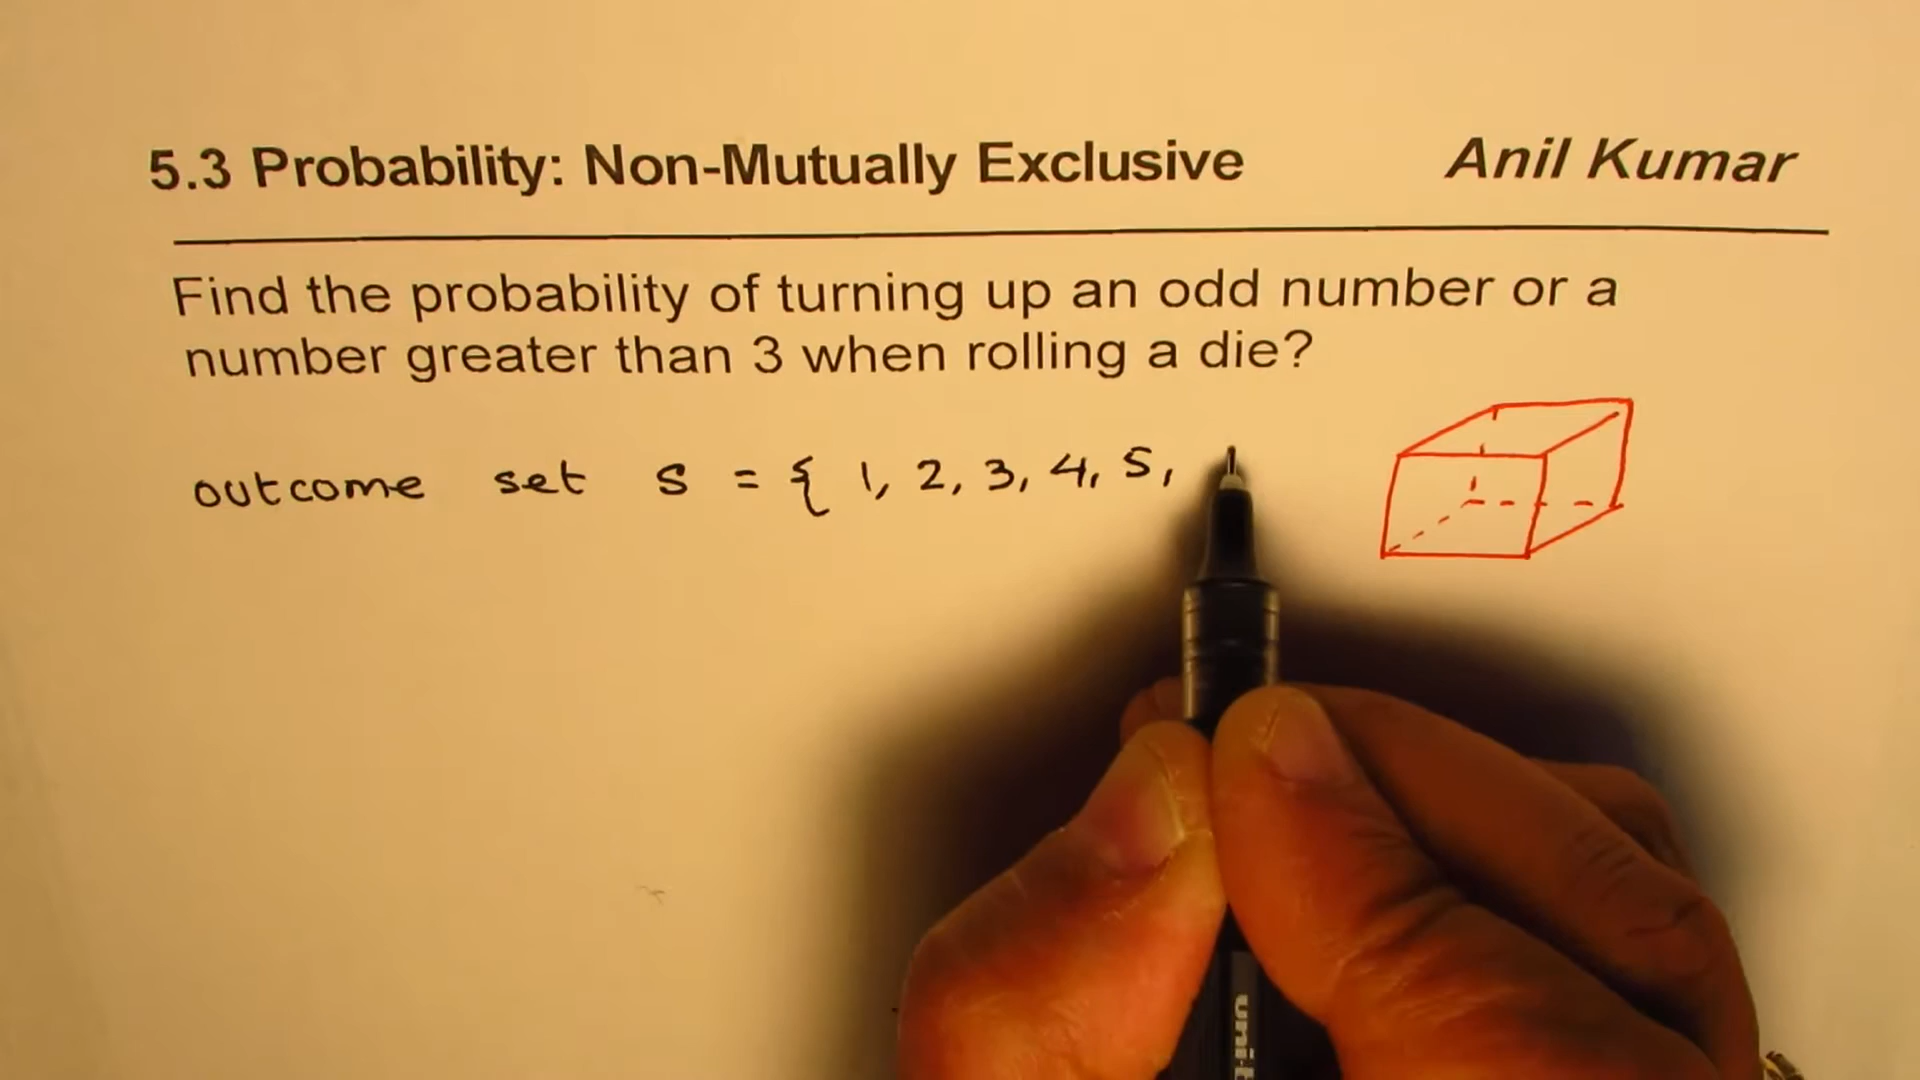 5.3 Probability: Non-Mutually Exclusive Anil Kumar
Find the probability of turning up an odd number or a
number greater than 3 when rolling a die?
outcome set S = { 1, 2, 3, 4, 5,